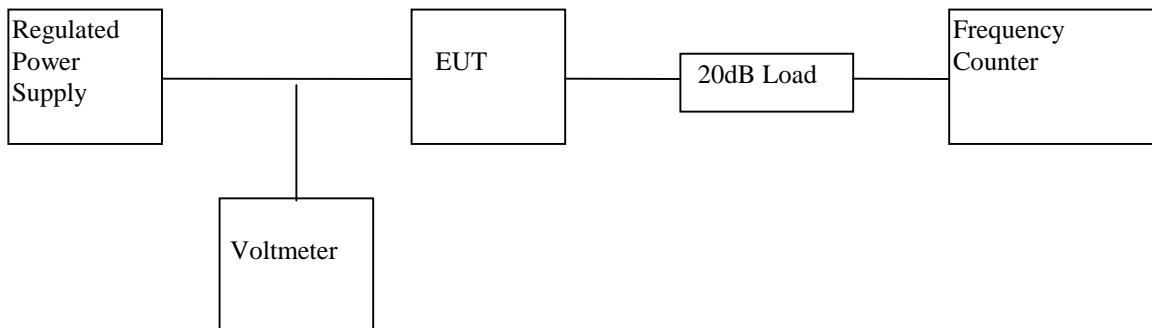 Regulated
Power
Supply
EUT
20dB Load
Frequency
Counter
Voltmeter